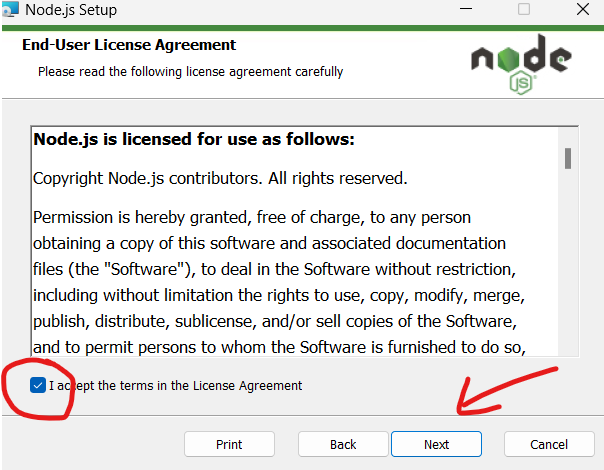 Node.js Setup
End-User License Agreement
Please read the following license agreement carefully
node
JS
Node.js is licensed for use as follows:
Copyright Node.js contributors. All rights reserved.
Permission is hereby granted, free of charge, to any person
obtaining a copy of this software and associated documentation
files (the "Software"), to deal in the Software without restriction,
including without limitation the rights to use, copy, modify, merge,
publish, distribute, sublicense, and/or sell copies of the Software,
and to permit persons to whom the Software is furnished to do so,
I accept the terms in the License Agreement
Print
Back
Next
Cancel